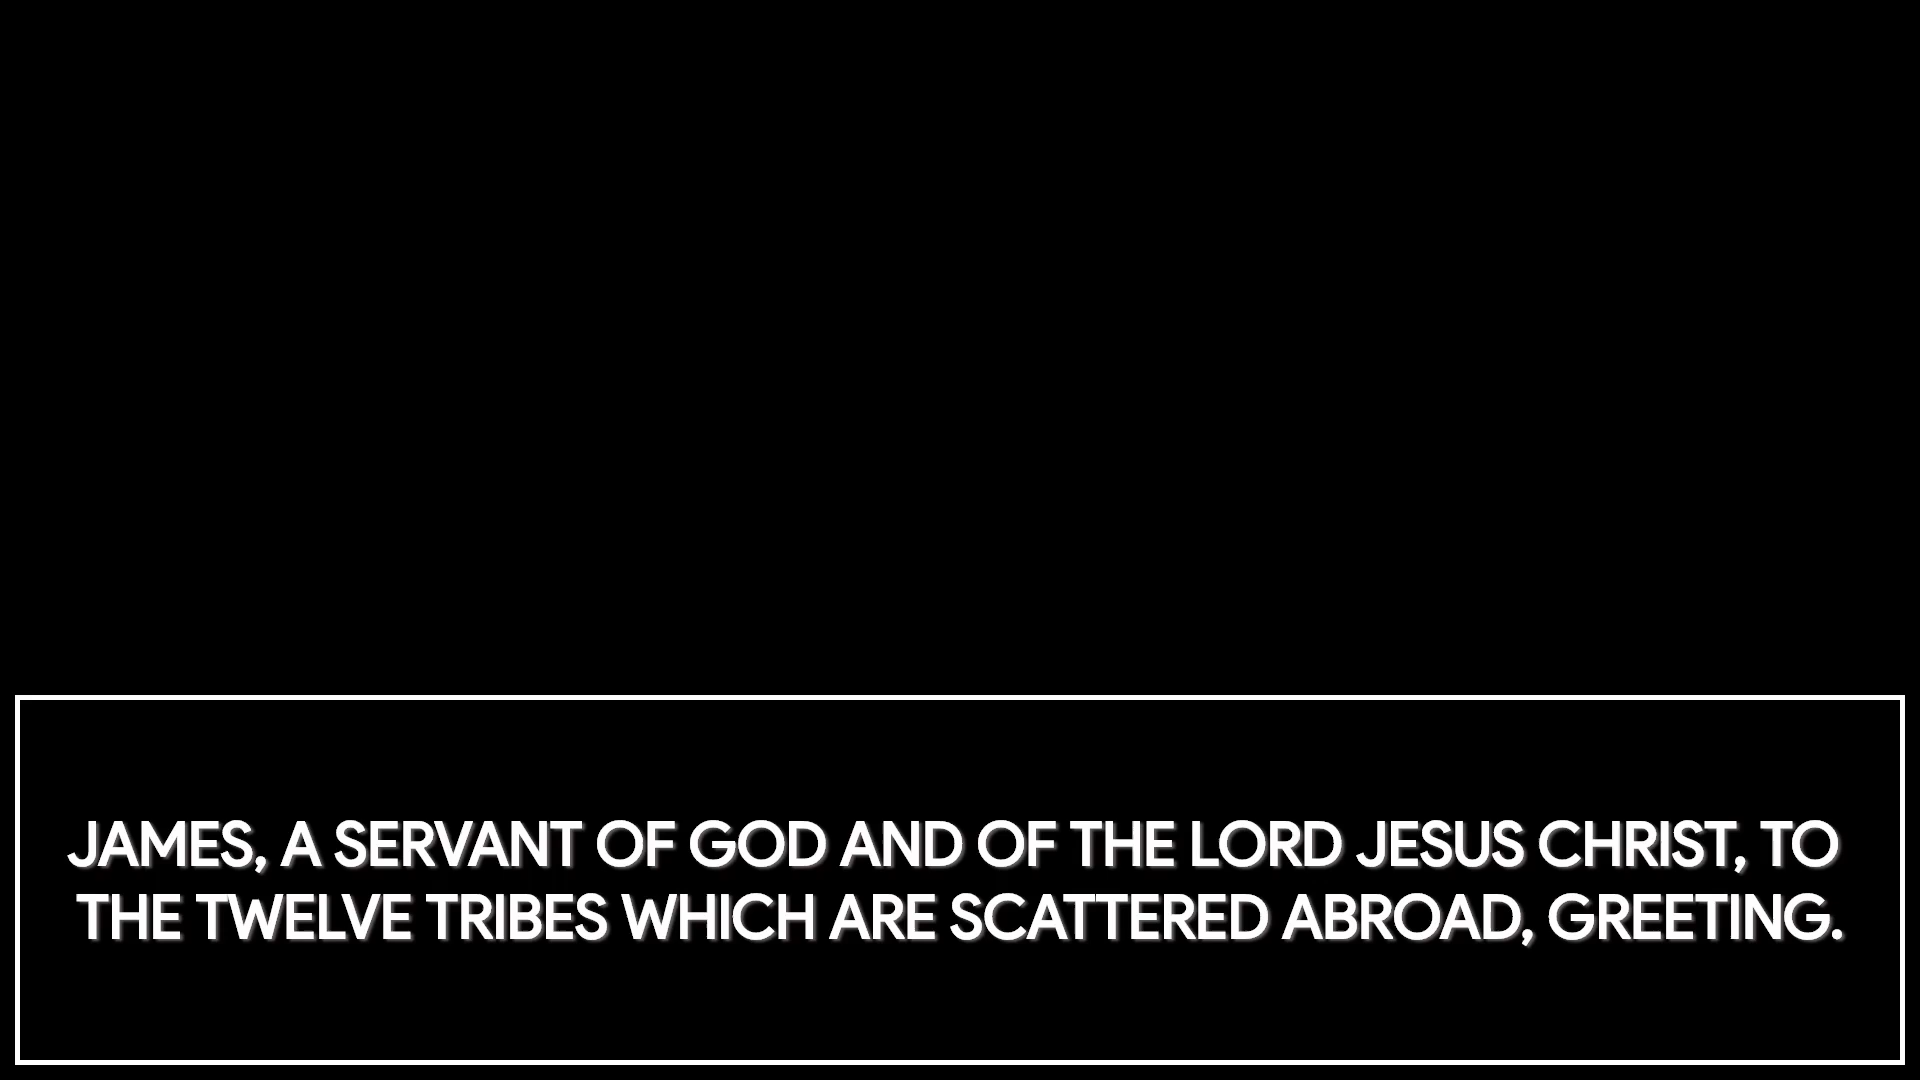 JAMES, A SERVANT OF GOD AND OF THE LORD JESUS CHRIST, TO
THE TWELVE TRIBES WHICH ARE SCATTERED ABROAD, GREETING.